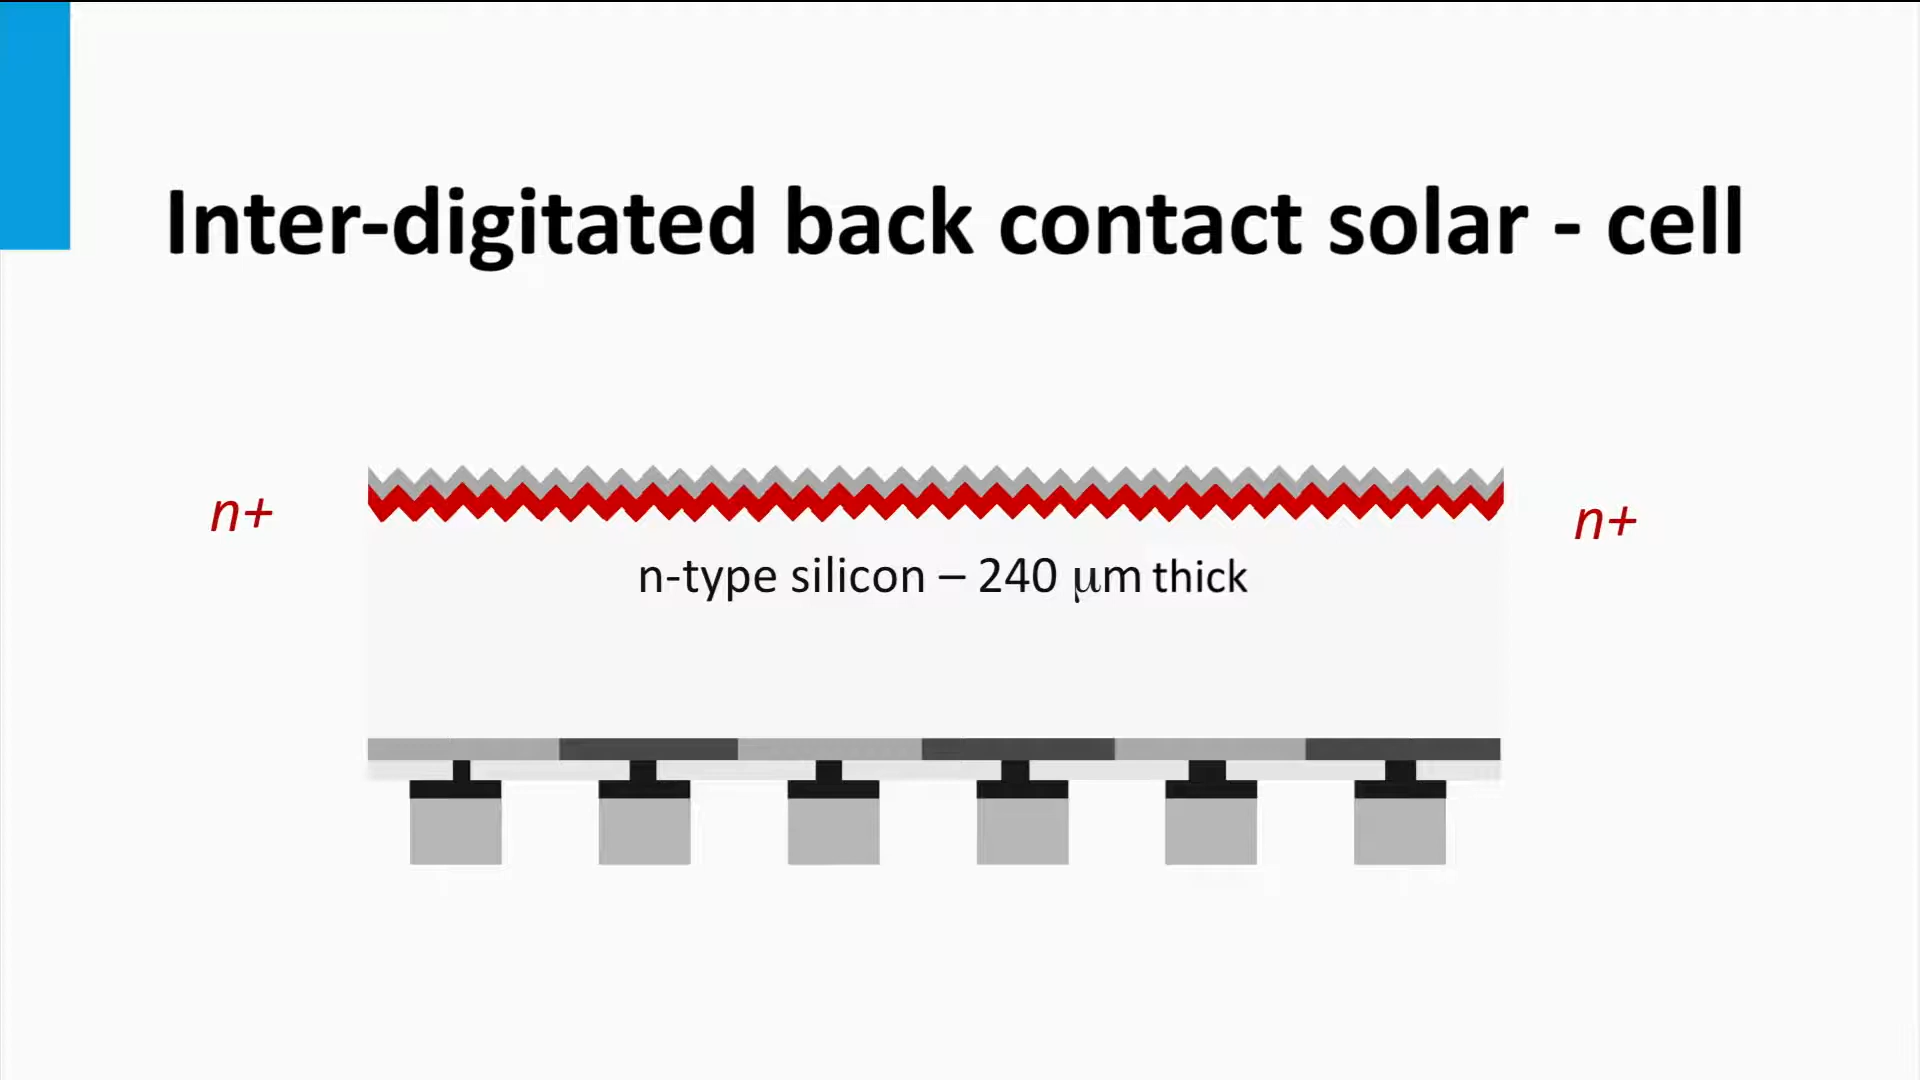 Inter-digitated back contact solar - cell
n+
n+
n-type silicon – 240 μm thick